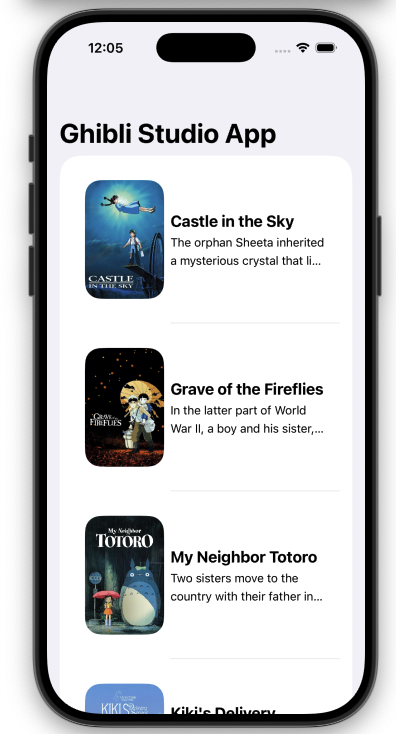 12:05
Ghibli Studio App
CASTLE
IN THE SKY
Castle in the Sky
The orphan Sheeta inherited
a mysterious crystal that li...
GRAVE OF THE
FIREFLIES
Grave of the Fireflies
In the latter part of World
War II, a boy and his sister,...
My Neighbor
TOTORO
My Neighbor Totoro
Two sisters move to the
country with their father in...
KIKI'S Delivery
Kiki's Delivery